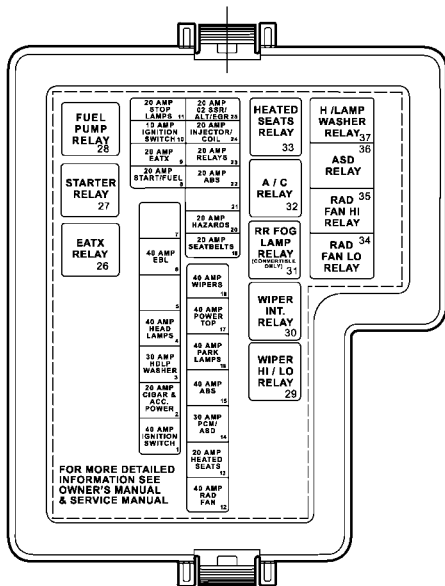 FUEL
PUMP
RELAY
28
STARTER
RELAY
27
EATX
RELAY
26
20 AMP
STOP
LAMPS 11
10 AMP
IGNITION
SWITCH 10
20 AMP
EATX 9
20 AMP
START/FUEL
8
20 AMP
02 SSR/
ALT/EGR 25
20 AMP
INJECTOR/
COIL 24
20 AMP
RELAYS 23
20 AMP
ABS 22
21
20 AMP
HAZARDS 20
20 AMP
SEATBELTS
19
7
40 AMP
EBL
6
5
40 AMP
HEAD
LAMPS
4
30 AMP
HDLP
WASHER
3
20 AMP
CIGAR &
ACC.
POWER
2
40 AMP
IGNITION
SWITCH 1
40 AMP
WIPERS
18
40 AMP
POWER
TOP 17
40 AMP
PARK
LAMPS
16
40 AMP
ABS
15
30 AMP
PCM/
ASD
14
20 AMP
HEATED
SEATS
13
40 AMP
RAD
FAN
12
HEATED
SEATS
RELAY
33
A / C
RELAY
32
RR FOG
LAMP
RELAY
[CONVERTIBLE
ONLY] 31
WIPER
INT.
RELAY
30
WIPER
HI / LO
RELAY
29
H /LAMP
WASHER
RELAY 37
36
ASD
RELAY
RAD 35
FAN HI
RELAY
RAD 34
FAN LO
RELAY
FOR MORE DETAILED
INFORMATION SEE
OWNER'S MANUAL
& SERVICE MANUAL